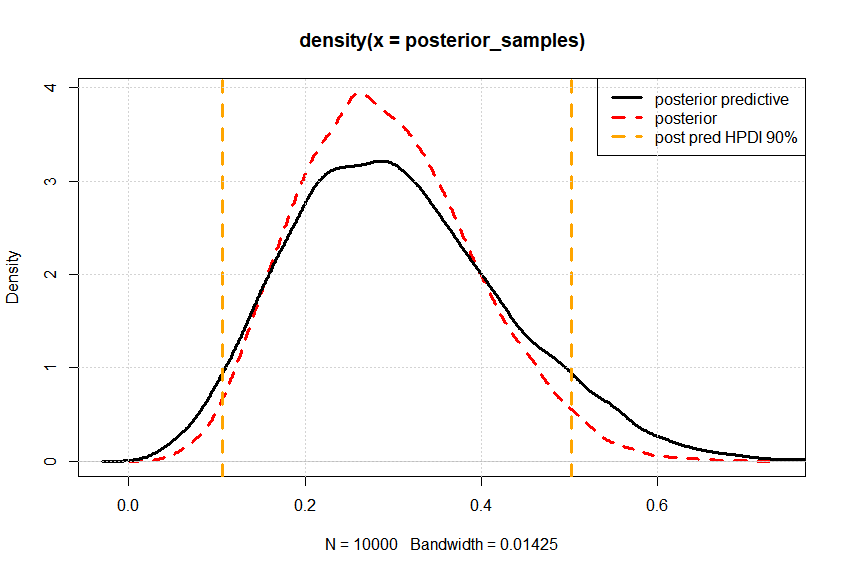 density(x = posterior_samples)
posterior predictive
posterior
post pred HPDI 90%
Density
4
3
2
1
0
0.0 0.2 0.4 0.6
N = 10000 Bandwidth = 0.01425